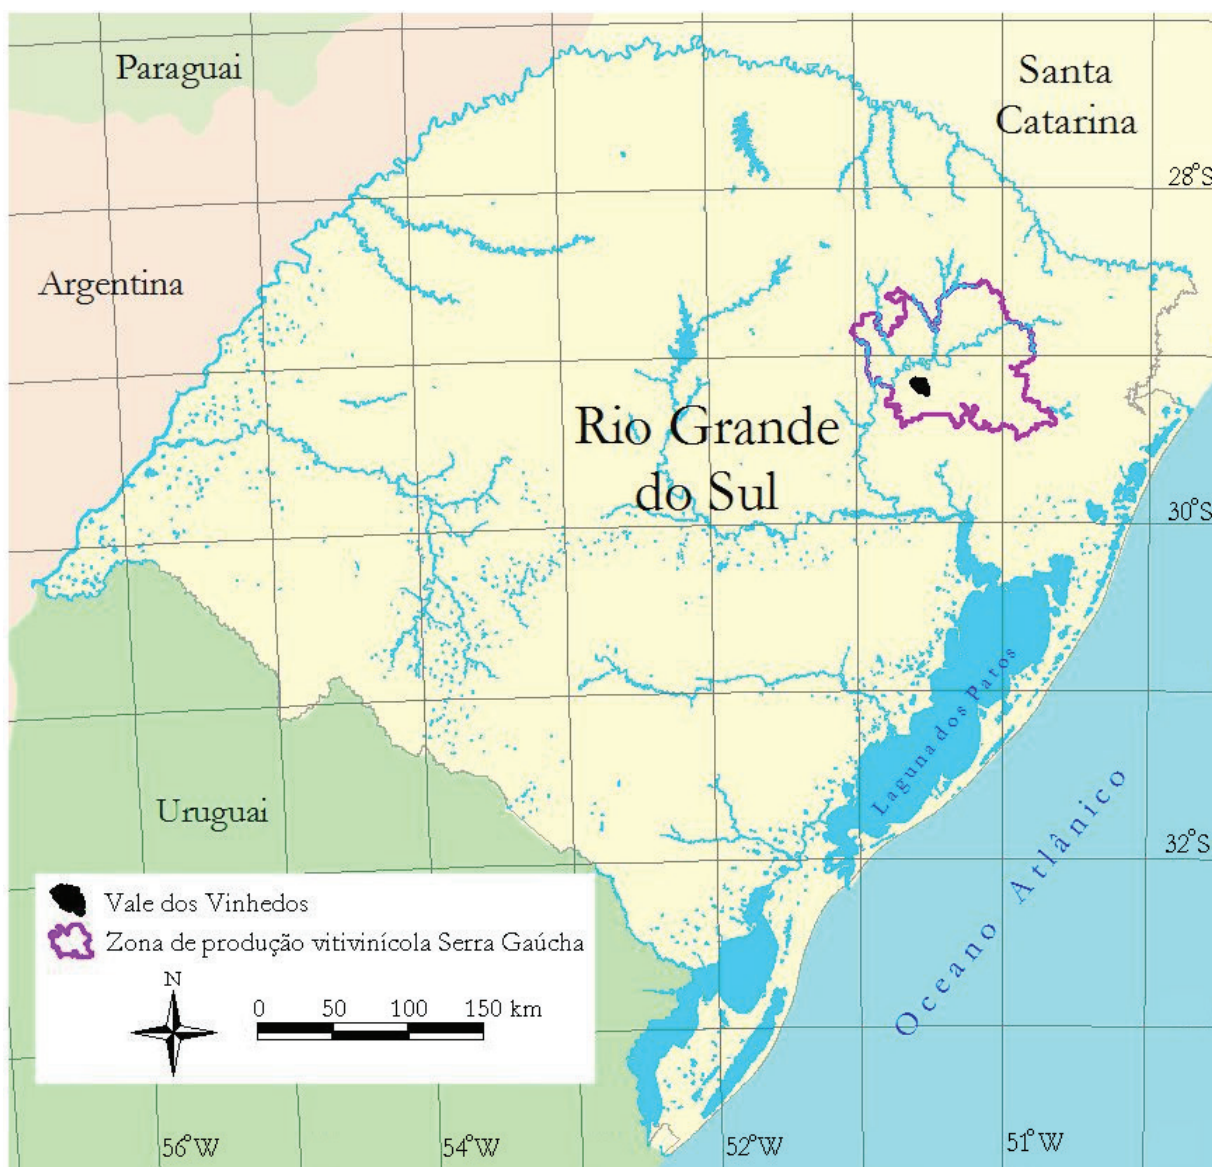 Paraguai
Santa
Catarina
28°S
Argentina
Rio Grande
do Sul
30°S
Laguna dos Patos
Uruguai
Oceano Atlânico
32°S
Vale dos Vinhedos
Zona de produção vitivinícola Serra Gaúcha
N
0 50 100 150 km
56°W 54°W 52°W 51°W